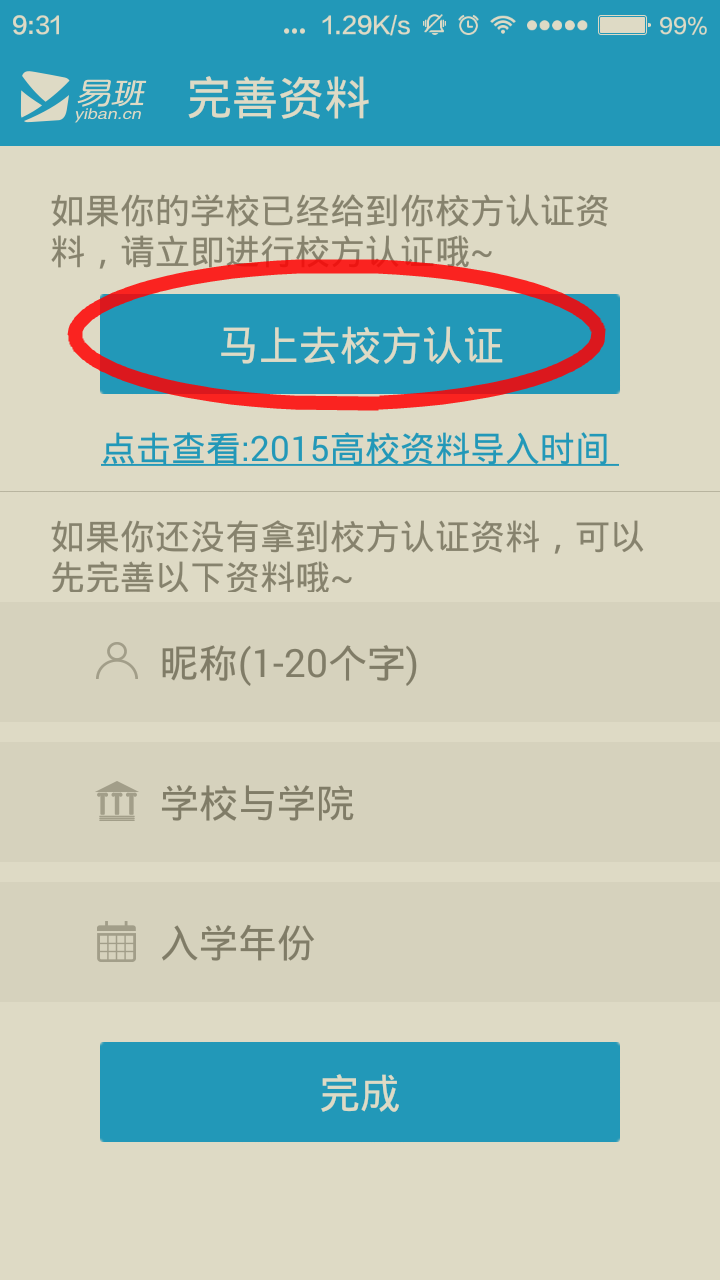 9:31
... 1.29K/s
99%
易班
yiban.cn
完善资料
如果你的学校已经给到你校方认证资
料，请立即进行校方认证哦~
马上去校方认证
点击查看:2015高校资料导入时间
如果你还没有拿到校方认证资料，可以
先完善以下资料哦~
昵称(1-20个字)
学校与学院
入学年份
完成